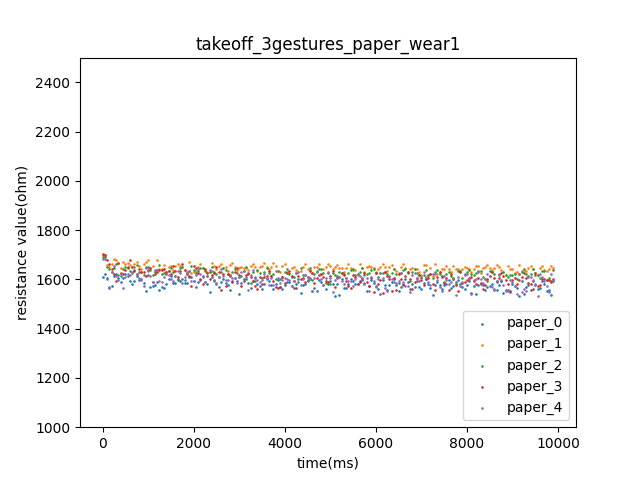 takeoff_3gestures_paper_wear1
resistance value(ohm)
2400
2200
2000
1800
1600
1400
1200
1000
0
2000
4000
6000
8000
10000
time(ms)
paper_0
paper_1
paper_2
paper_3
paper_4